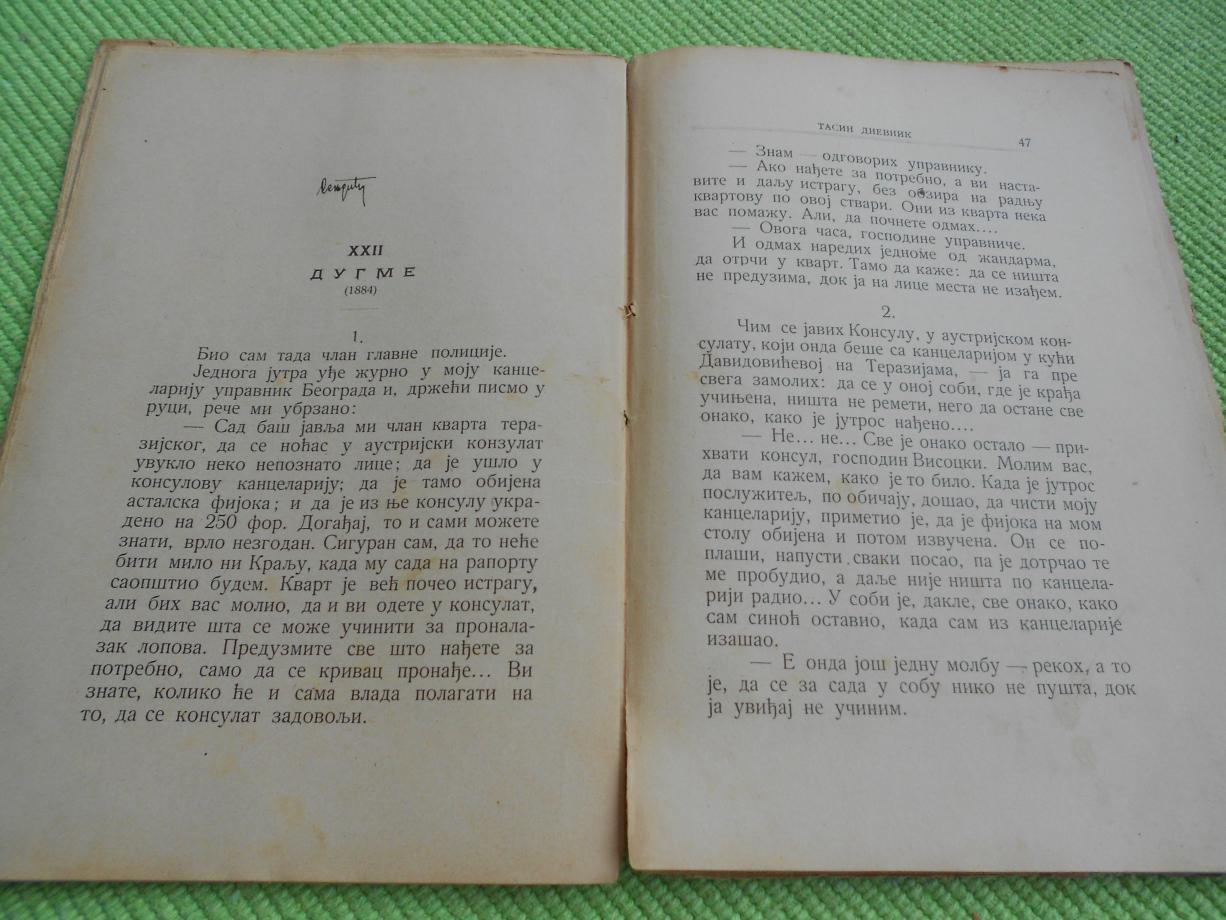 XXII
ДУГМЕ
(1884)
1.
Био сам тада члан главне полиције.
Једнога јутра уђе журно у моју канце-
ларију управник Београда и, држећи писмо у
руци, рече ми убрзано:
— Сад баш јавља ми члан кварта тера-
зијског, да се ноћас у аустријски конзулат
увукло неко непознато лице; да је ушло у
консулову канцеларију; да је тамо обијена
асталска фијока; и да је из ње консулу укра-
дено на 250 фор. Догађај, то и сами можете
знати, врло незгодан. Сигуран сам, да то неће
бити мило ни Краљу, када му сада на рапорту
саопштио будем. Кварт је већ почео истрагу,
али бих вас молио, да и ви одете у консулат,
да видите шта се може учинити за проналa-
зак лопова. Предузмите све што нађете за
потребно, само да се кривац пронађе... Ви
знате, колико ће и сама влада полагати на
то, да се консулат задовољи.
ТАСИН ДНЕВНИК 47
— Знам — одговорих управнику.
— Ако нађете за потребно, а ви наста-
вите и даљу истрагу, без обзира на радњу
квартову по овој ствари. Они из кварта нека
вас помажу. Али, да почнете одмах....
— Овога часа, господине управниче.
И одмах наредих једноме од жандарма,
да отрчи у кварт. Тамо да каже: да се ништа
не предузима, док ја на лице места не изађем.
2.
Чим се јавих Консулу, у аустријском кон-
сулату, који онда беше са канцеларијом у кући
Давидовићевој на Теразијама, — ја га пре
свега замолих: да се у оној соби, где је крађа
учињена, ништа не ремети, него да остане све
онако, како је јутрос нађено....
— Не... не... Све је онако остало — при-
хвати консул, господин Висоцки. Молим вас,
да вам кажем, како је то било. Када је јутрос
послужитељ, по обичају, дошао, да чисти моју
канцеларију, приметио је, да је фијока на мом
столу обијена и потом извучена. Он се по-
плаши, напусти сваки посао, па је дотрчао те
ме пробудио, а даље није ништа по канцела-
рији радио... У соби је, дакле, све онако, како
сам синоћ оставио, када сам из канцеларије
изашао.
— Е онда још једну молбу — рекох, а то
је, да се за сада у собу нико не пушта, док
ја увиђај не учиним.